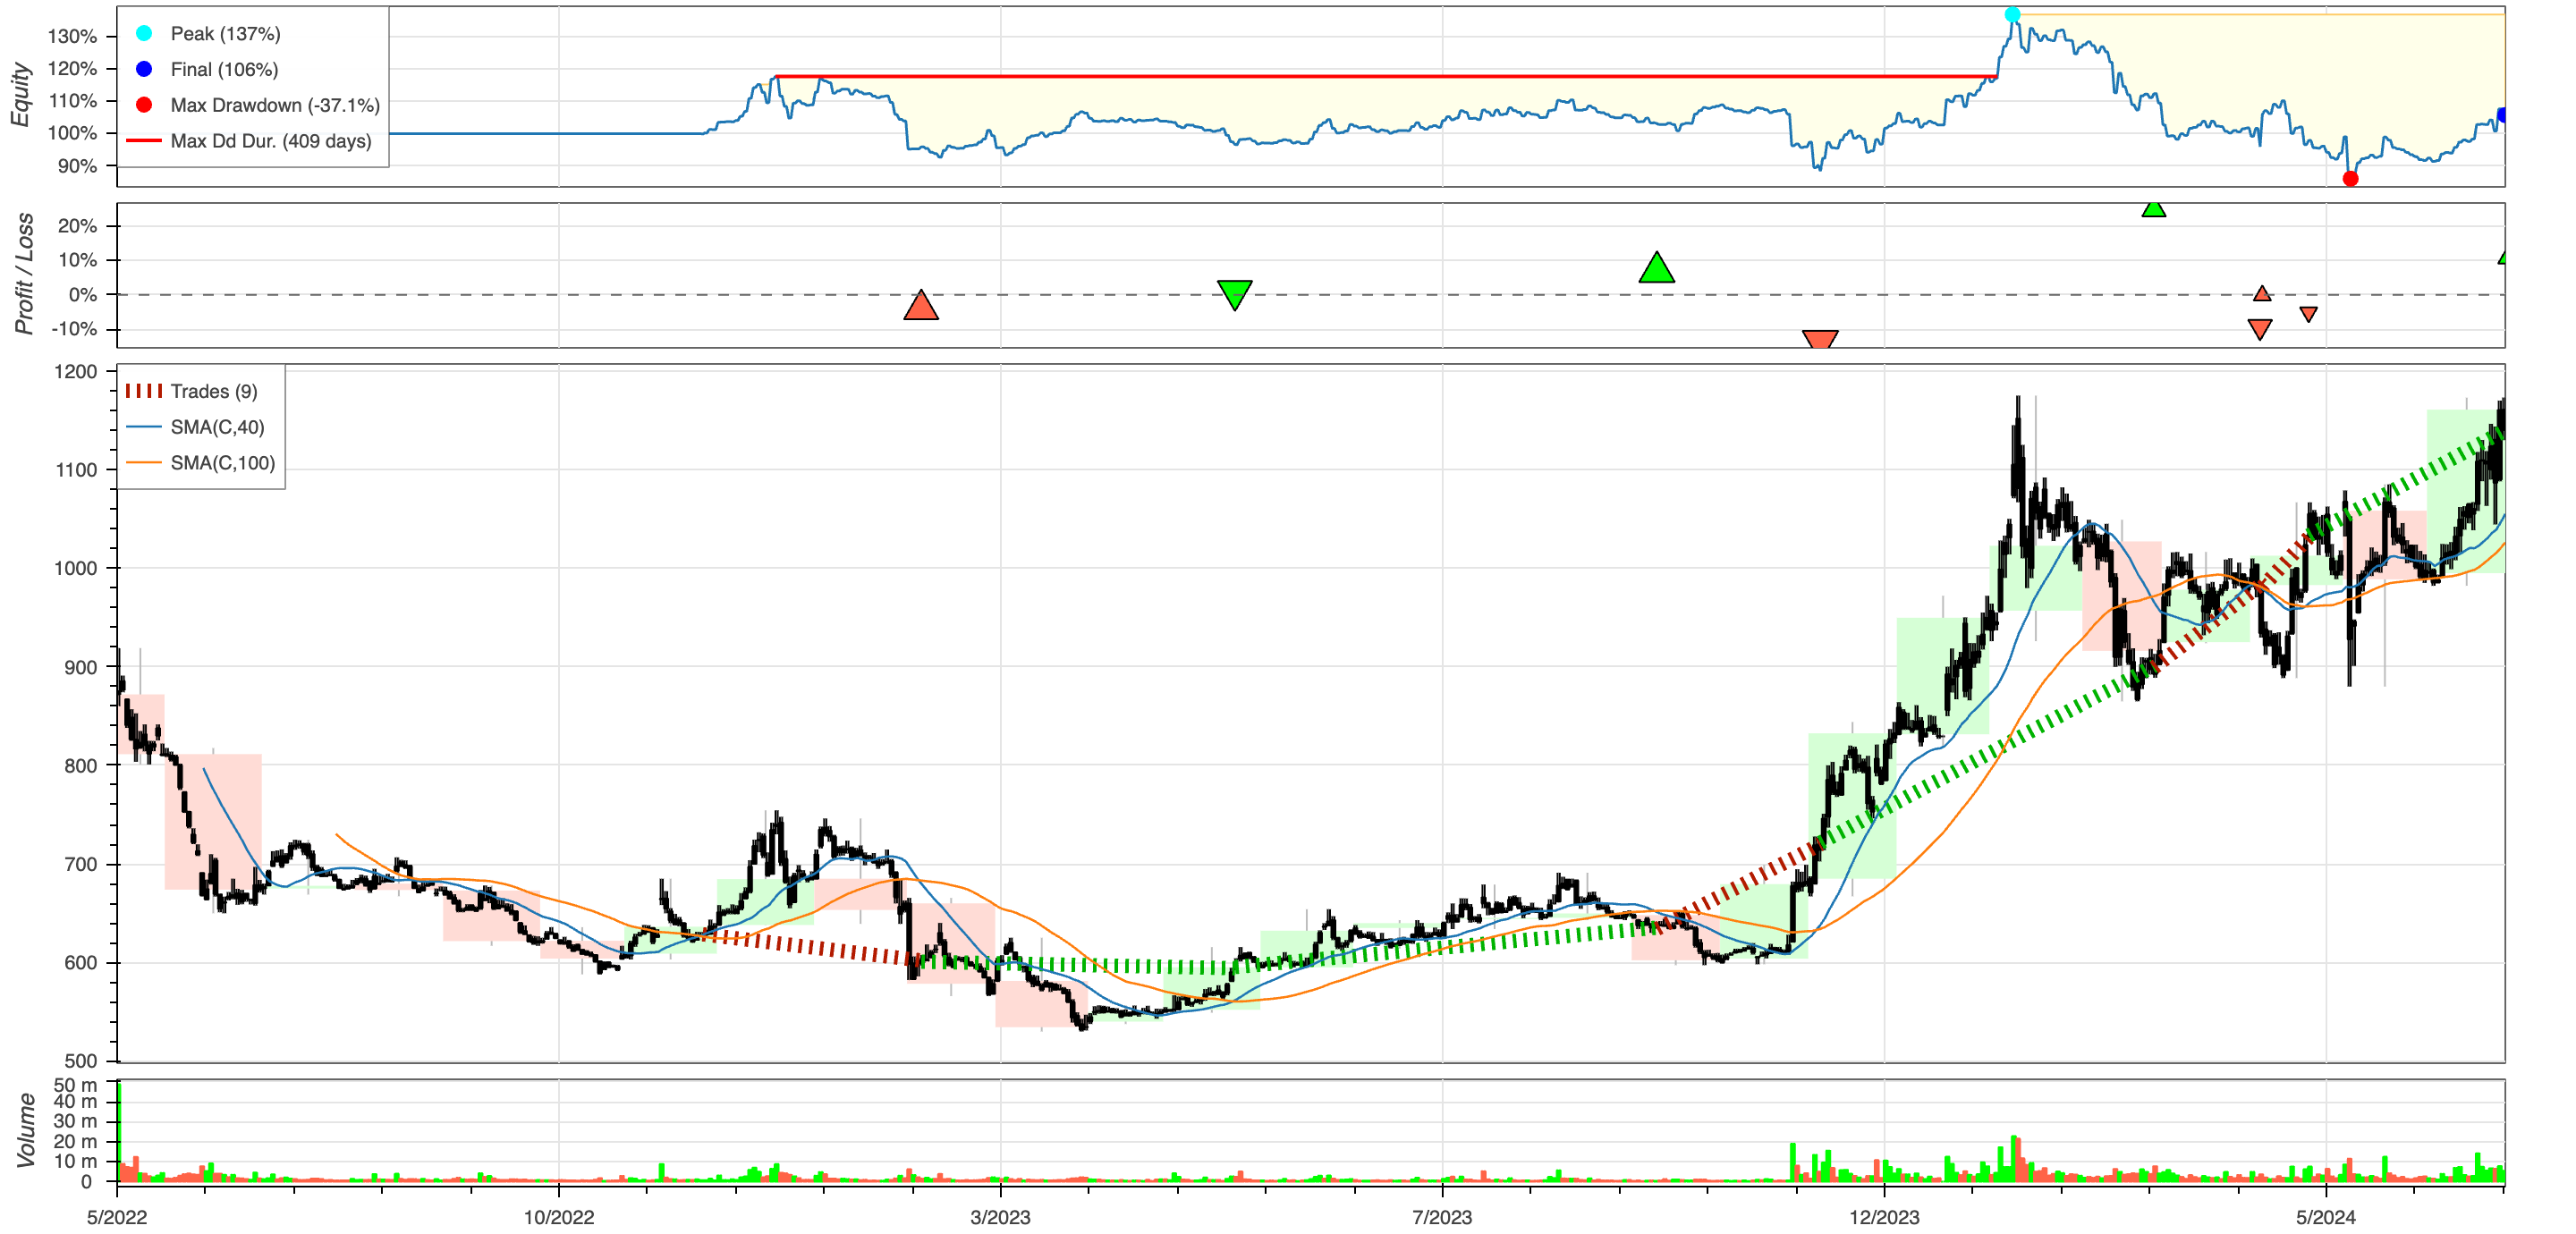 Equity
130%
120%
110%
100%
90%
Peak (137%)
Final (106%)
Max Drawdown (-37.1%)
Max Dd Dur. (409 days)
Profit / Loss
20%
10%
0%
-10%
1200
1100
1000
900
800
700
600
500
Trades (9)
SMA(C,40)
SMA(C,100)
Volume
50 m
40 m
30 m
20 m
10 m
0
5/2022 10/2022 3/2023 7/2023 12/2023 5/2024